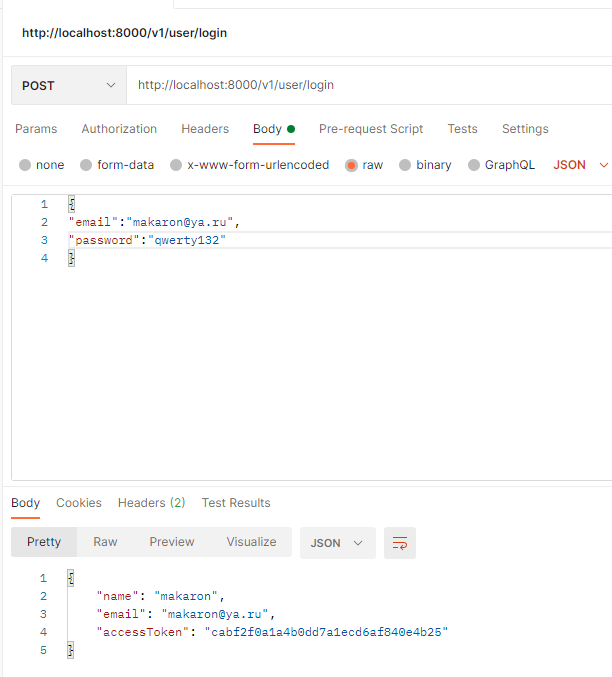 http://localhost:8000/v1/user/login
POST http://localhost:8000/v1/user/login
Params Authorization Headers Body Pre-request Script Tests Settings
none form-data x-www-form-urlencoded raw binary GraphQL JSON
1 {
2 "email":"makaron@ya.ru",
3 "password":"qwerty132"
4 }
Body Cookies Headers (2) Test Results
Pretty Raw Preview Visualize JSON
1 {
2 "name": "makaron",
3 "email": "makaron@ya.ru",
4 "accessToken": "cabf2f0a1a4b0dd7a1ecd6af840e4b25"
5 }